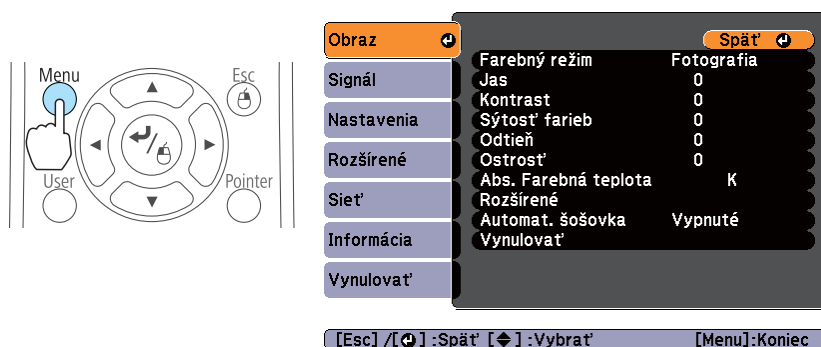 Menu
Esc
User
Pointer
Obraz
Signál
Nastavenia
Rozšírené
Sieť
Informácia
Vynulovať
Späť
Farebný režim Fotografia
Jas 0
Kontrast 0
Sýtosť farieb 0
Odtieň 0
Ostrosť 0
Abs. Farebná teplota K
Rozšírené
Automat. šošovka Vypnuté
Vynulovať
[Esc] /[ ] :Späť [ ] :Vybrať [Menu]:Koniec